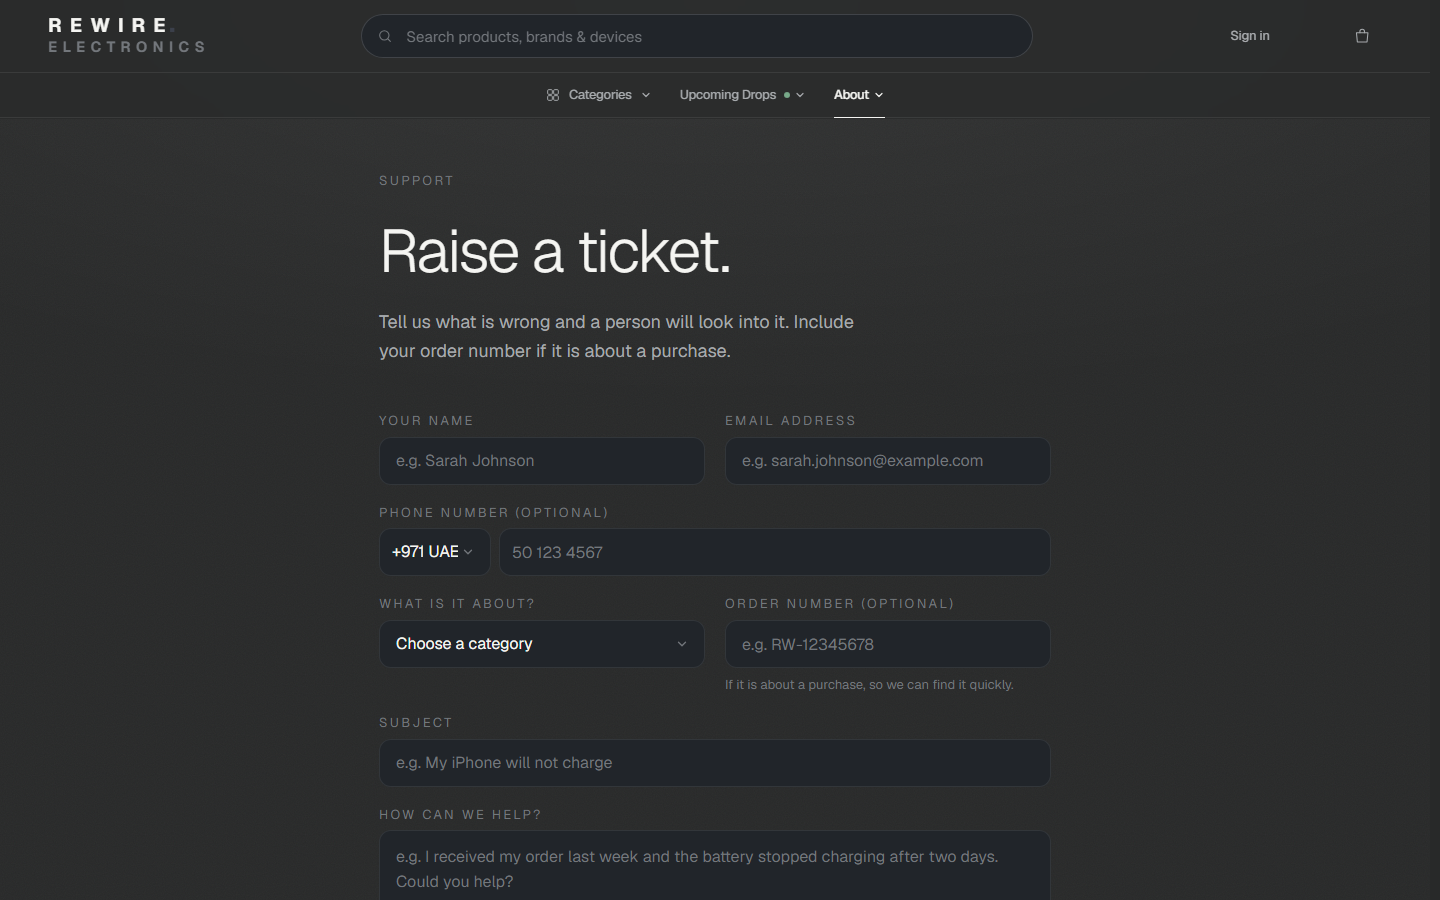 REWIRE.
ELECTRONICS
Search products, brands & devices
Sign in
Categories
Upcoming Drops
About
SUPPORT
Raise a ticket.
Tell us what is wrong and a person will look into it. Include
your order number if it is about a purchase.
YOUR NAME
EMAIL ADDRESS
e.g. Sarah Johnson
e.g. sarah.johnson@example.com
PHONE NUMBER (OPTIONAL)
+971 UAE
50 123 4567
WHAT IS IT ABOUT?
ORDER NUMBER (OPTIONAL)
Choose a category
e.g. RW-12345678
If it is about a purchase, so we can find it quickly.
SUBJECT
e.g. My iPhone will not charge
HOW CAN WE HELP?
e.g. I received my order last week and the battery stopped charging after two days.
Could you help?